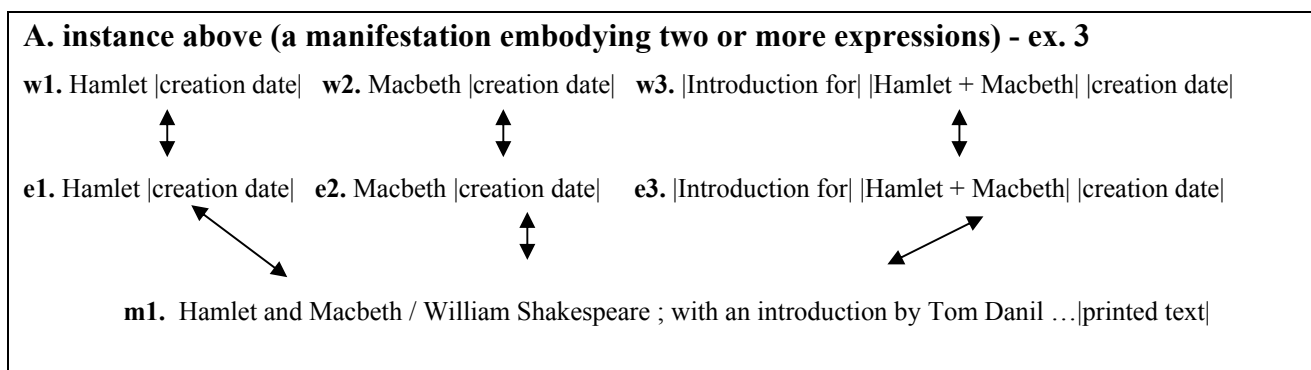 A. instance above (a manifestation embodying two or more expressions) - ex. 3
w1. Hamlet |creation date| w2. Macbeth |creation date| w3. |Introduction for| |Hamlet + Macbeth| |creation date|
e1. Hamlet |creation date| e2. Macbeth |creation date| e3. |Introduction for| |Hamlet + Macbeth| |creation date|
m1. Hamlet and Macbeth / William Shakespeare ; with an introduction by Tom Danil …|printed text|